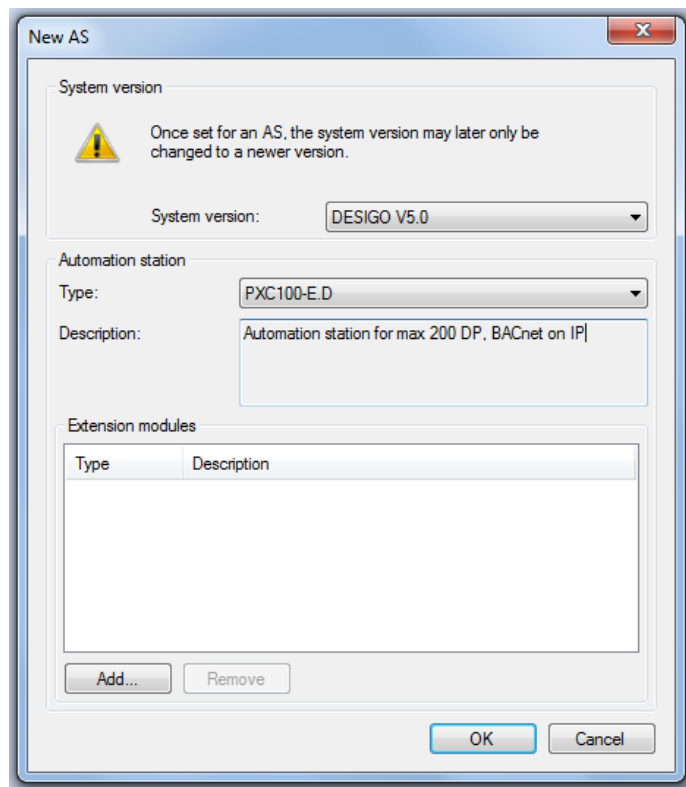 New AS
System version
Once set for an AS, the system version may later only be
changed to a newer version.
System version: DESIGO V5.0
Automation station
Type: PXC100-E.D
Description: Automation station for max 200 DP, BACnet on IP
Extension modules
Type Description
Add... Remove
OK Cancel